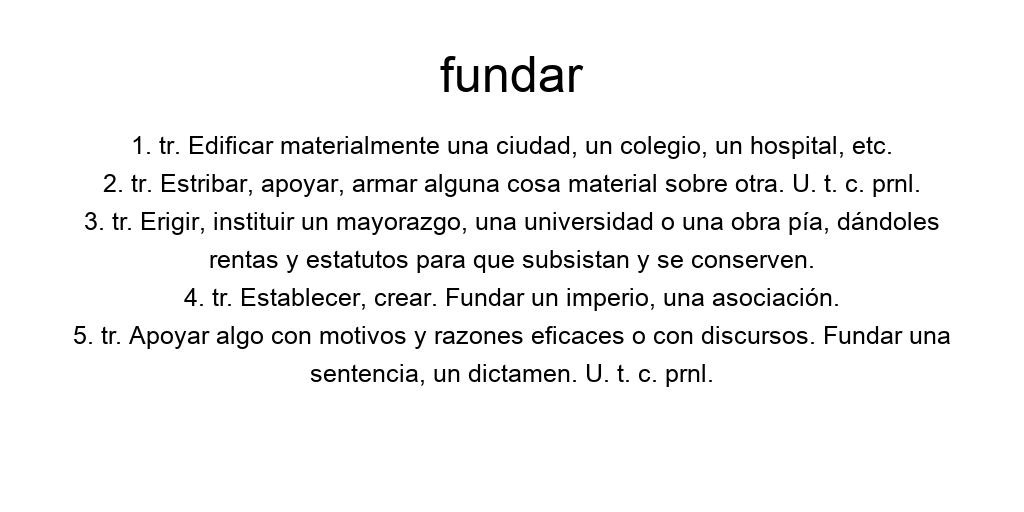 fundar
1. tr. Edificar materialmente una ciudad, un colegio, un hospital, etc.
2. tr. Estribar, apoyar, armar alguna cosa material sobre otra. U. t. c. prnl.
3. tr. Erigir, instituir un mayorazgo, una universidad o una obra pía, dándoles
rentas y estatutos para que subsistan y se conserven.
4. tr. Establecer, crear. Fundar un imperio, una asociación.
5. tr. Apoyar algo con motivos y razones eficaces o con discursos. Fundar una
sentencia, un dictamen. U. t. c. prnl.